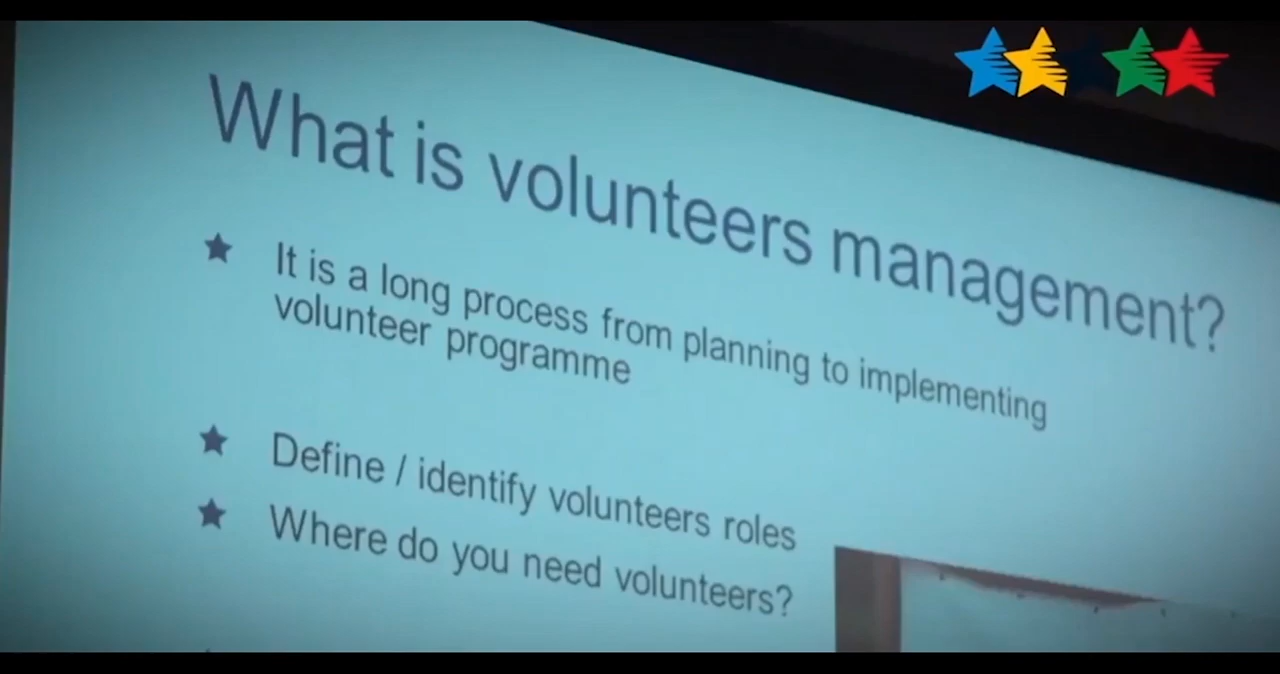 What is volunteers management?
It is a long process from planning to implementing
volunteer programme
Define / identify volunteers roles
Where do you need volunteers?